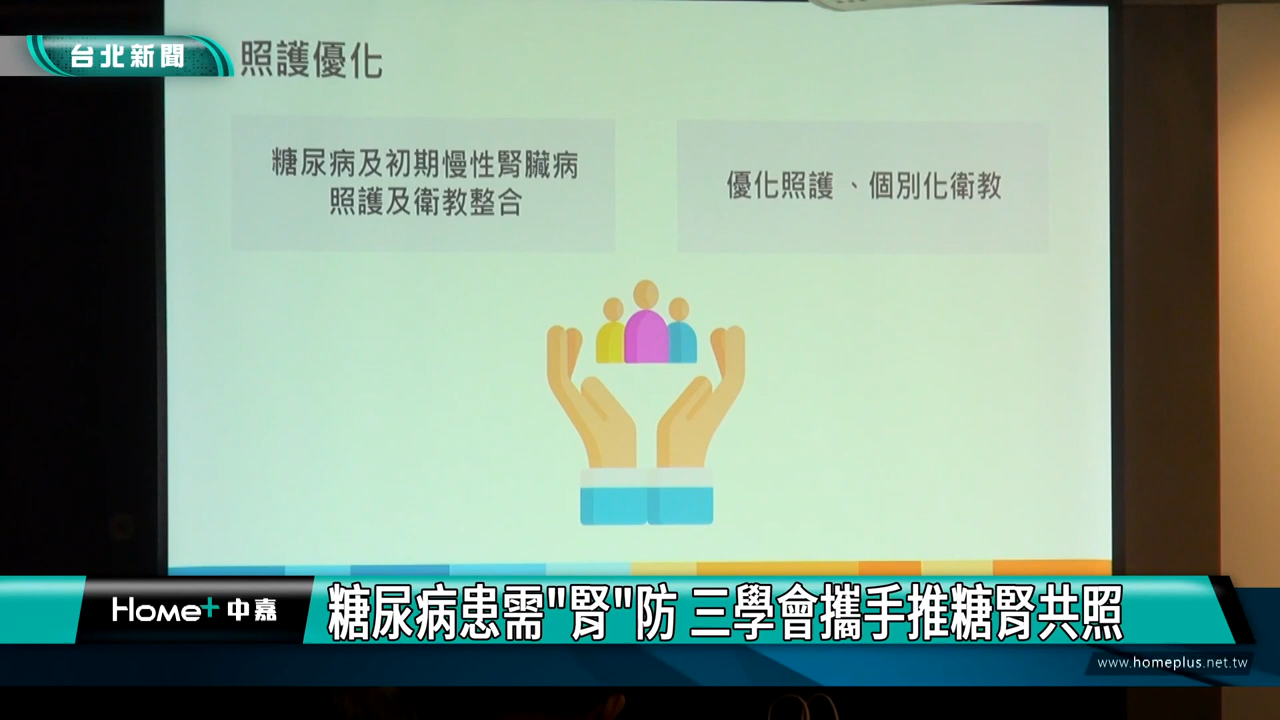 台北新聞
照護優化
糖尿病及初期慢性腎臟病
照護及衛教整合
優化照護、個別化衛教
Home+ 中嘉
糖尿病患需"腎"防 三學會攜手推糖腎共照
www.homeplus.net.tw